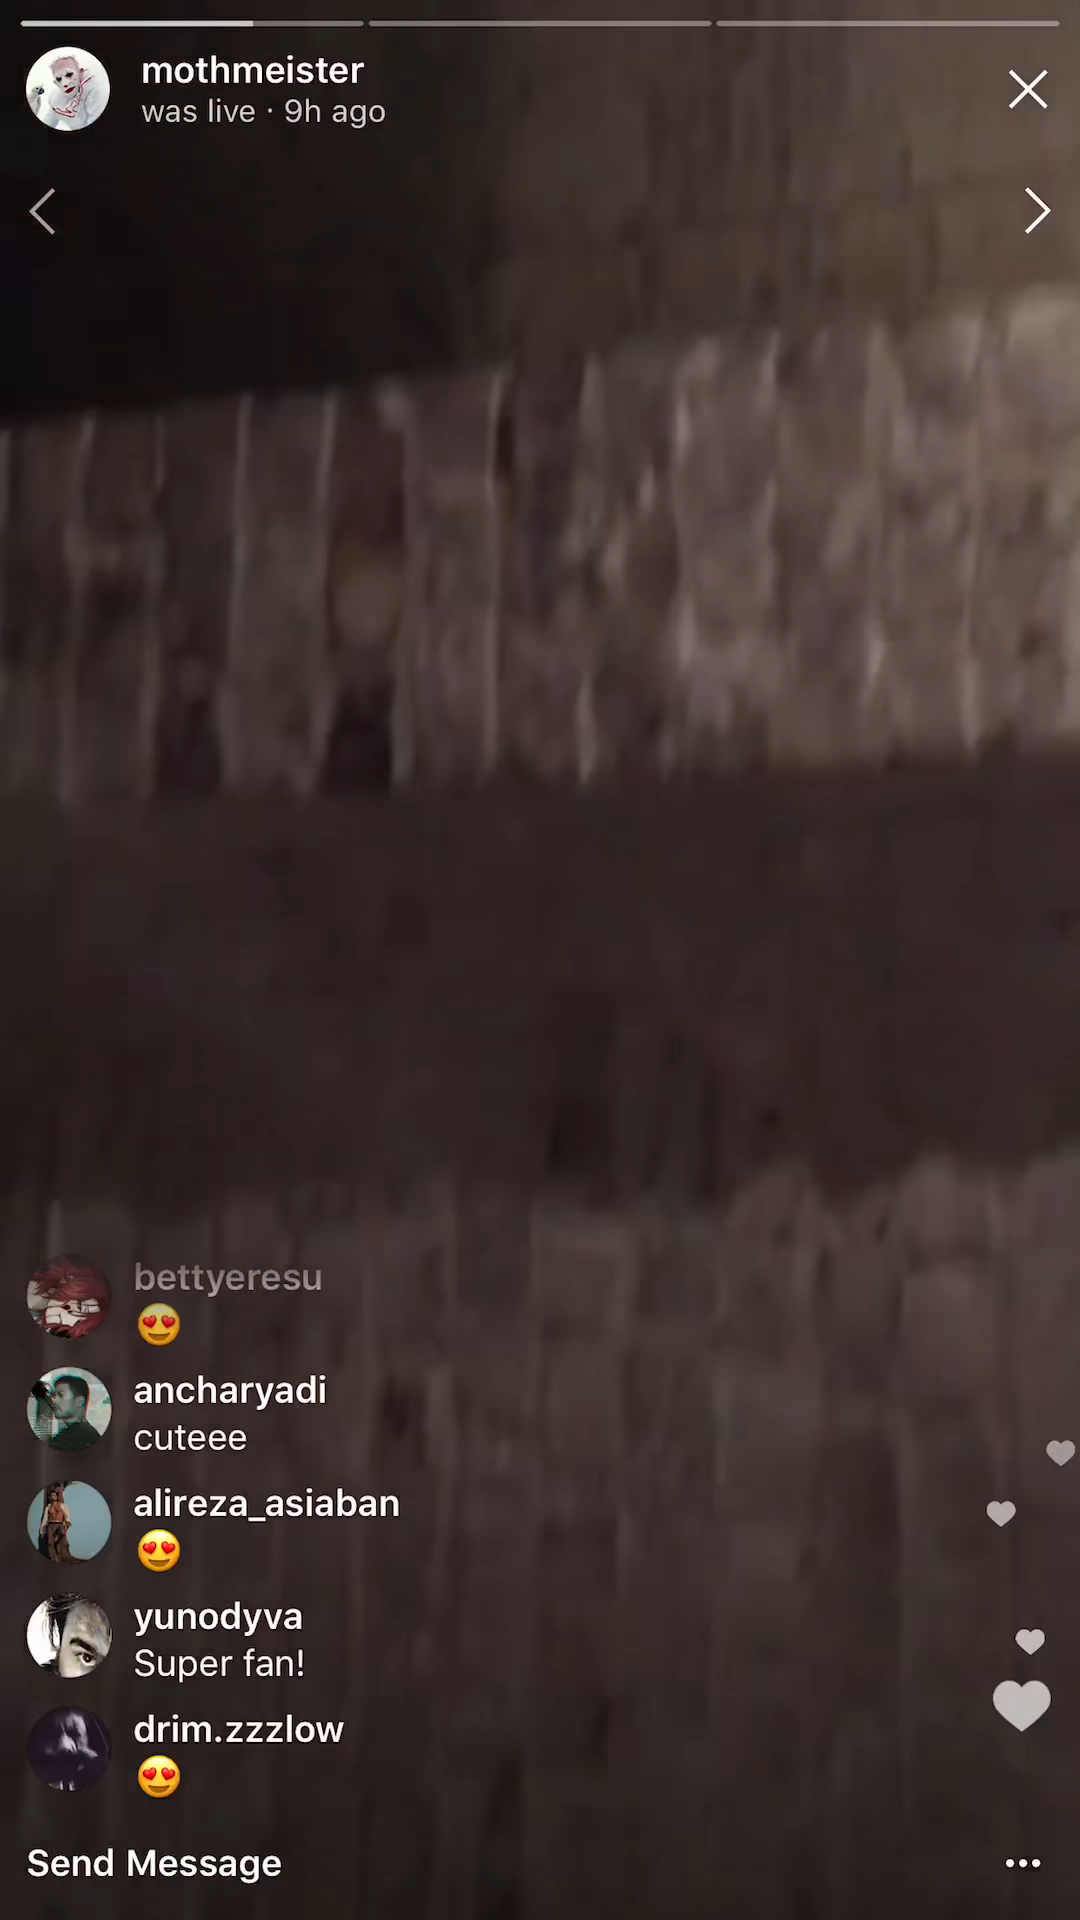 mothmeister
was live · 9h ago
bettyeresu
😍
ancharyadi
cuteee
alireza_asiaban
😍
yunodyva
Super fan!
drim.zzzlow
😍
Send Message